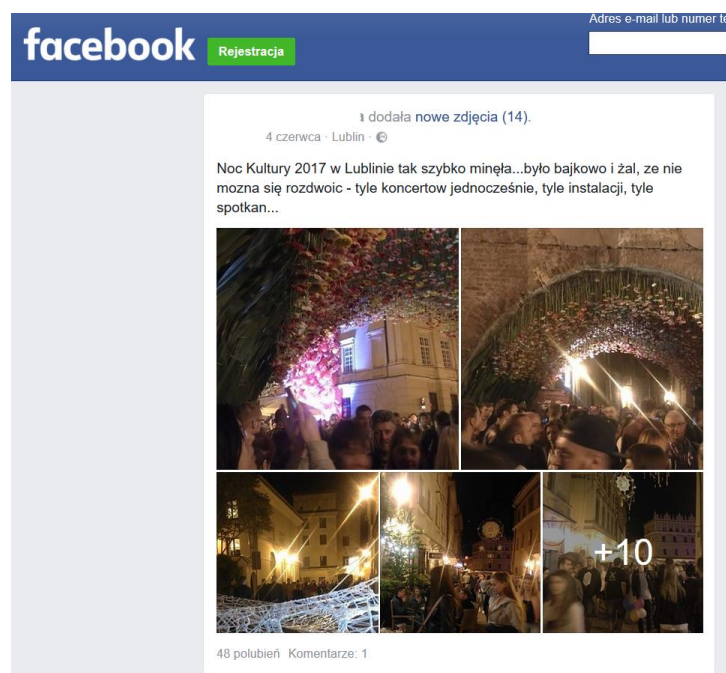 facebook
Rejestracja
Adres e-mail lub numer
dodała nowe zdjęcia (14).
4 czerwca · Lublin ·
Noc Kultury 2017 w Lublinie tak szybko minęła...było bajkowo i żal, ze nie
mozna się rozdwoic - tyle koncertow jednocześnie, tyle instalacji, tyle
spotkan...
+10
48 polubień Komentarze: 1